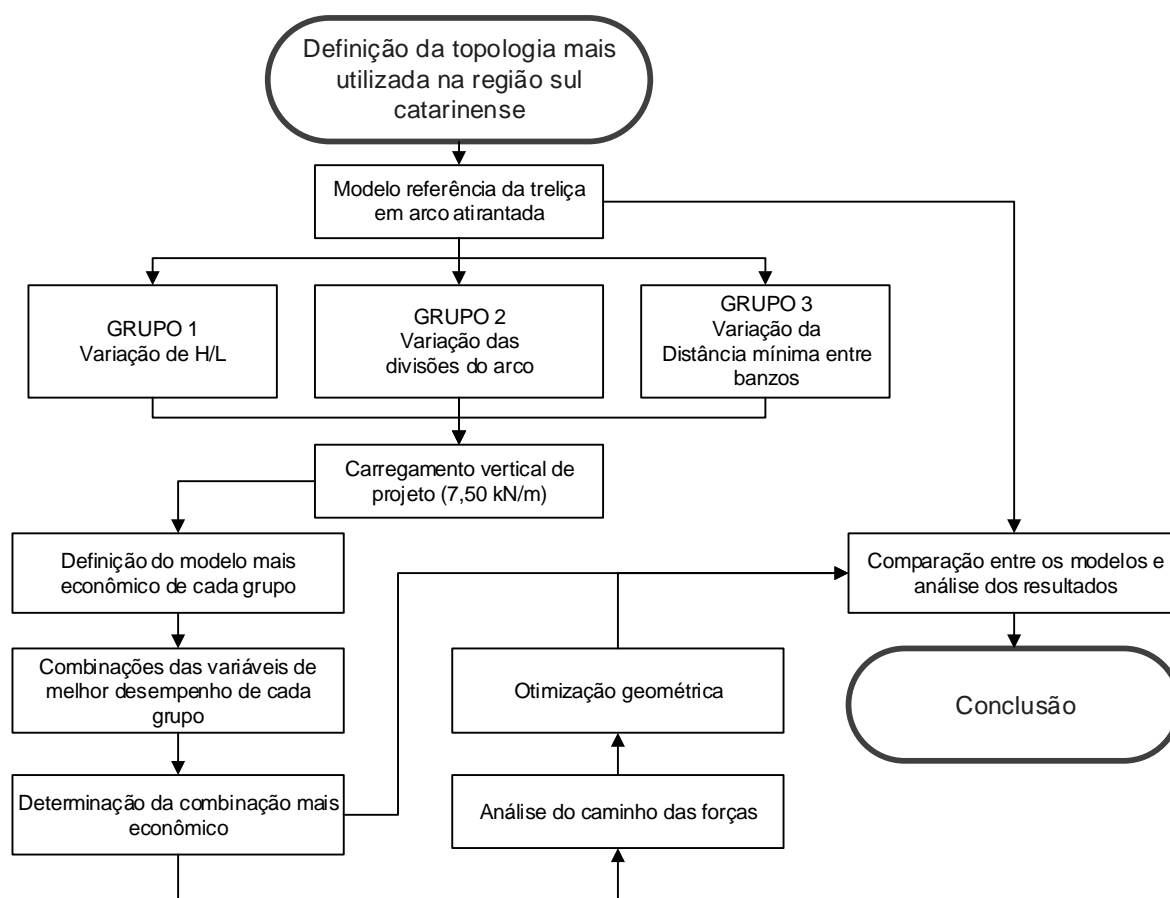 Definição da topologia mais
utilizada na região sul
catarinense
Modelo referência da treliça
em arco atirantada
GRUPO 1
Variação de H/L
GRUPO 2
Variação das
divisões do arco
GRUPO 3
Variação da
Distância mínima entre
banzos
Carregamento vertical de
projeto (7,50 kN/m)
Definição do modelo mais
econômico de cada grupo
Combinações das variáveis de
melhor desempenho de cada
grupo
Determinação da combinação mais
econômico
Análise do caminho das forças
Otimização geométrica
Comparação entre os modelos e
análise dos resultados
Conclusão